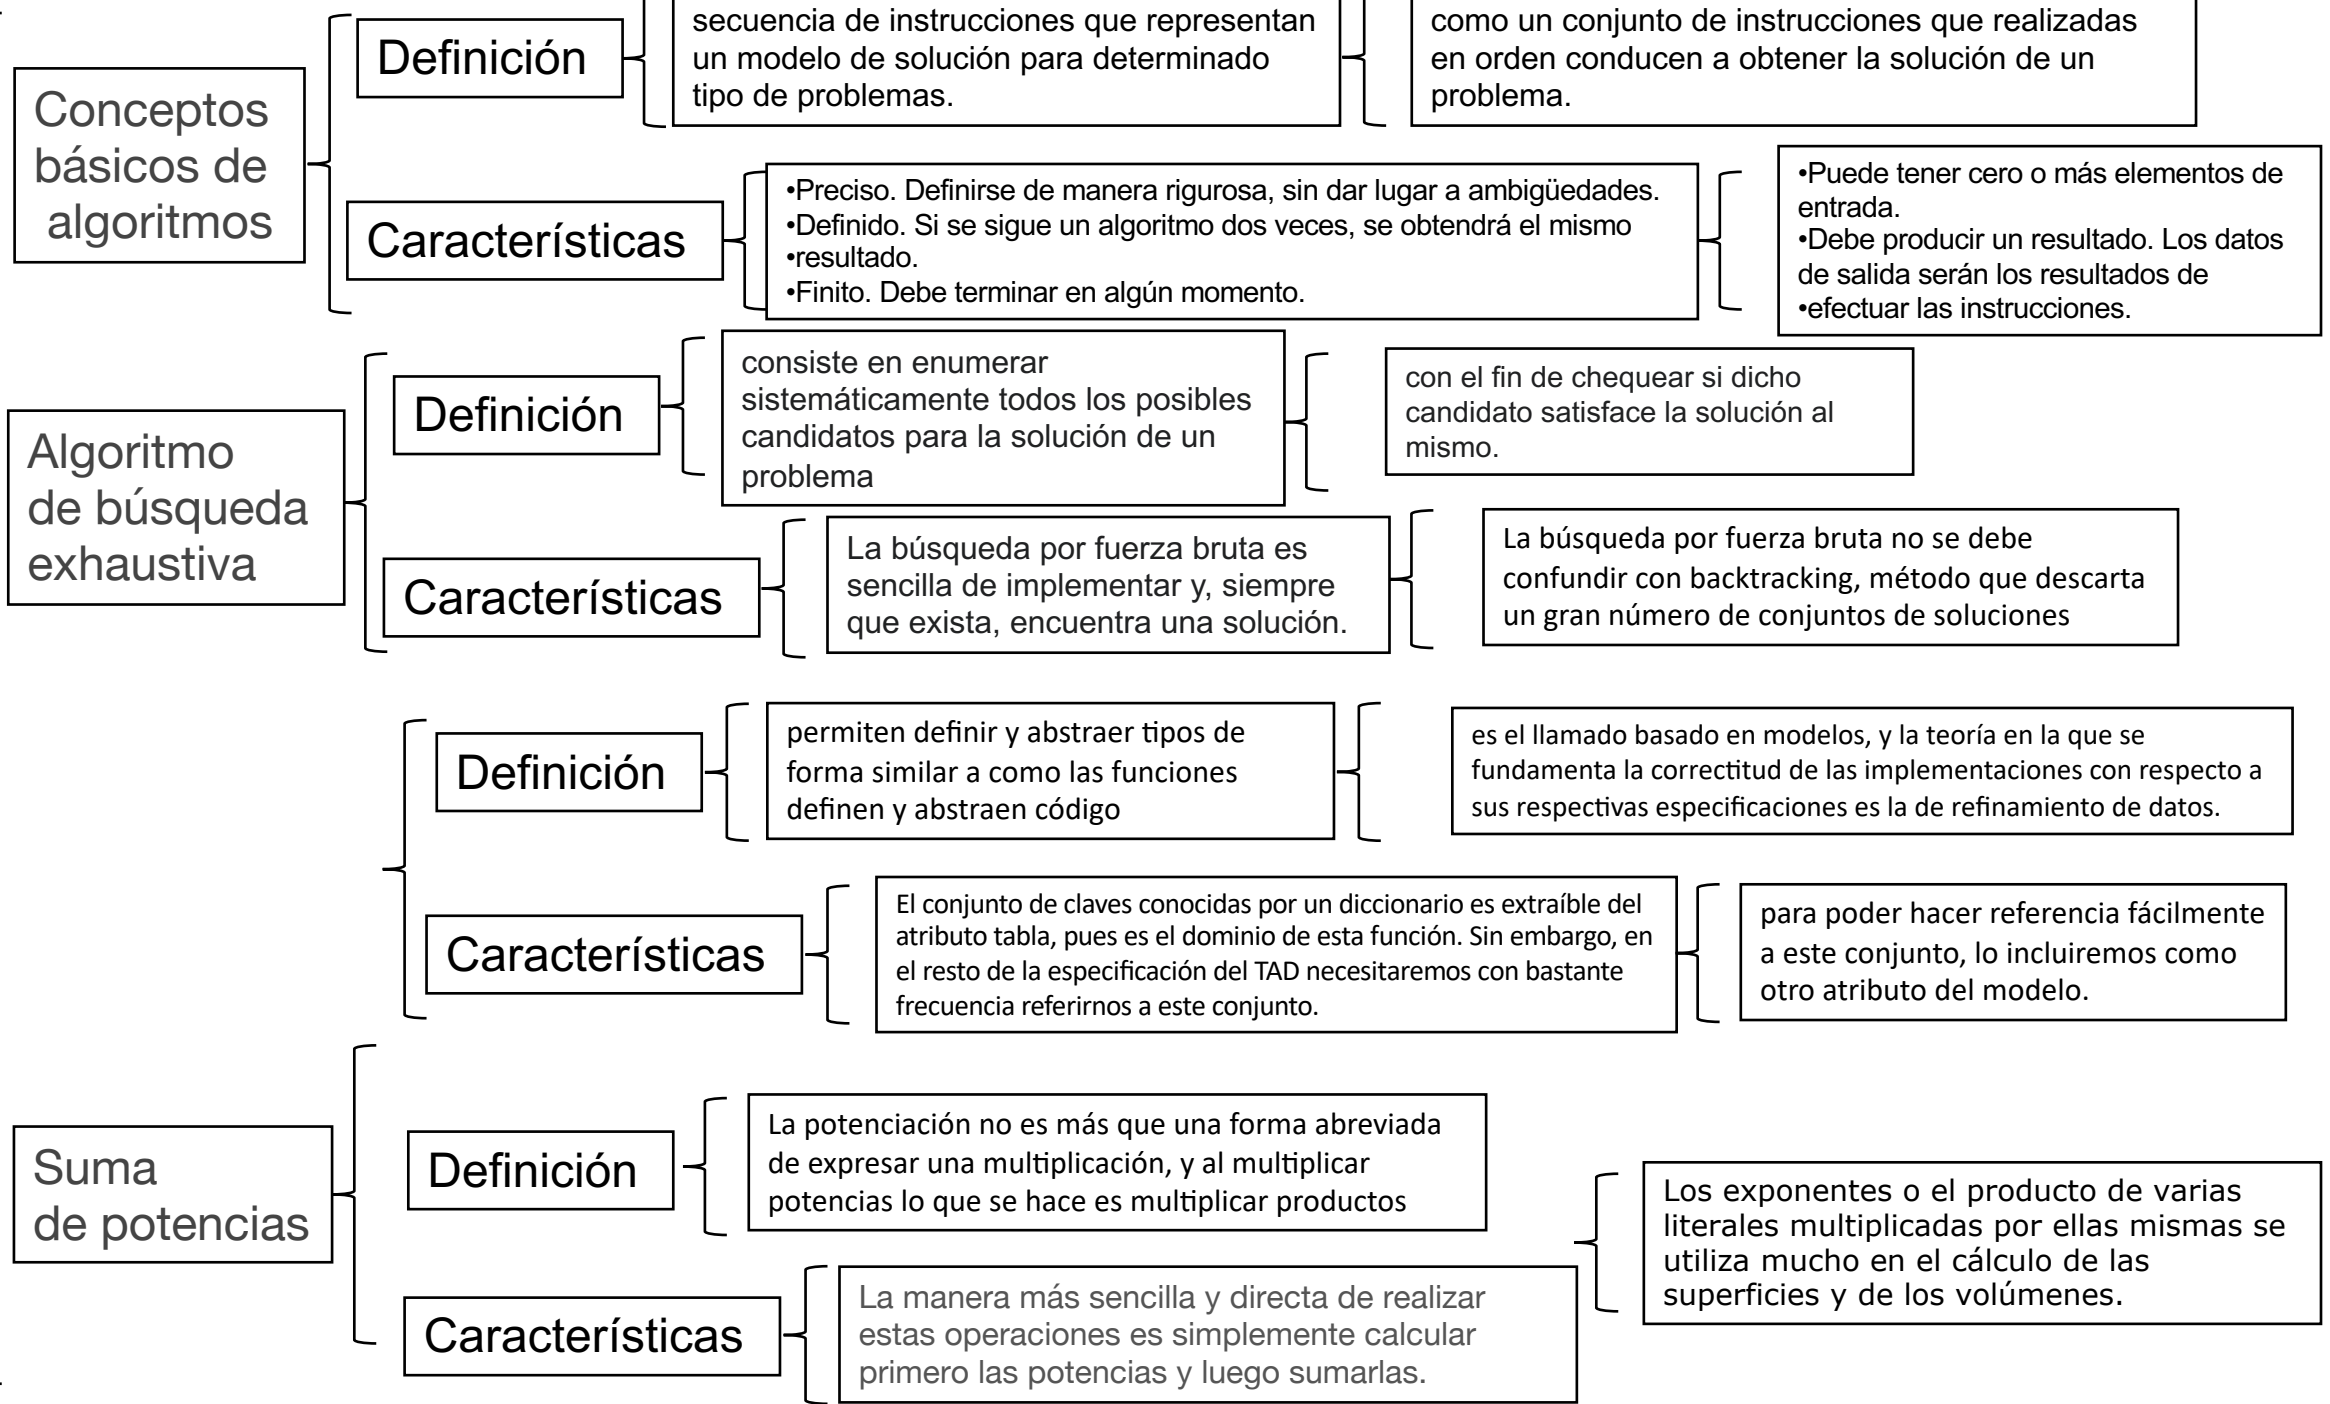 Conceptos
básicos de
algoritmos
Definición
secuencia de instrucciones que representan
un modelo de solución para determinado
tipo de problemas.
como un conjunto de instrucciones que realizadas
en orden conducen a obtener la solución de un
problema.
Características
•Preciso. Definirse de manera rigurosa, sin dar lugar a ambigüedades.
•Definido. Si se sigue un algoritmo dos veces, se obtendrá el mismo
•resultado.
•Finito. Debe terminar en algún momento.
•Puede tener cero o más elementos de
entrada.
•Debe producir un resultado. Los datos
de salida serán los resultados de
•efectuar las instrucciones.
Algoritmo
de búsqueda
exhaustiva
Definición
consiste en enumerar
sistemáticamente todos los posibles
candidatos para la solución de un
problema
con el fin de chequear si dicho
candidato satisface la solución al
mismo.
Características
La búsqueda por fuerza bruta es
sencilla de implementar y, siempre
que exista, encuentra una solución.
La búsqueda por fuerza bruta no se debe
confundir con backtracking, método que descarta
un gran número de conjuntos de soluciones
Definición
permiten definir y abstraer tipos de
forma similar a como las funciones
definen y abstraen código
es el llamado basado en modelos, y la teoría en la que se
fundamenta la correctitud de las implementaciones con respecto a
sus respectivas especificaciones es la de refinamiento de datos.
Características
El conjunto de claves conocidas por un diccionario es extraíble del
atributo tabla, pues es el dominio de esta función. Sin embargo, en
el resto de la especificación del TAD necesitaremos con bastante
frecuencia referirnos a este conjunto.
para poder hacer referencia fácilmente
a este conjunto, lo incluiremos como
otro atributo del modelo.
Suma
de potencias
Definición
La potenciación no es más que una forma abreviada
de expresar una multiplicación, y al multiplicar
potencias lo que se hace es multiplicar productos
Los exponentes o el producto de varias
literales multiplicadas por ellas mismas se
utiliza mucho en el cálculo de las
superficies y de los volúmenes.
Características
La manera más sencilla y directa de realizar
estas operaciones es simplemente calcular
primero las potencias y luego sumarlas.